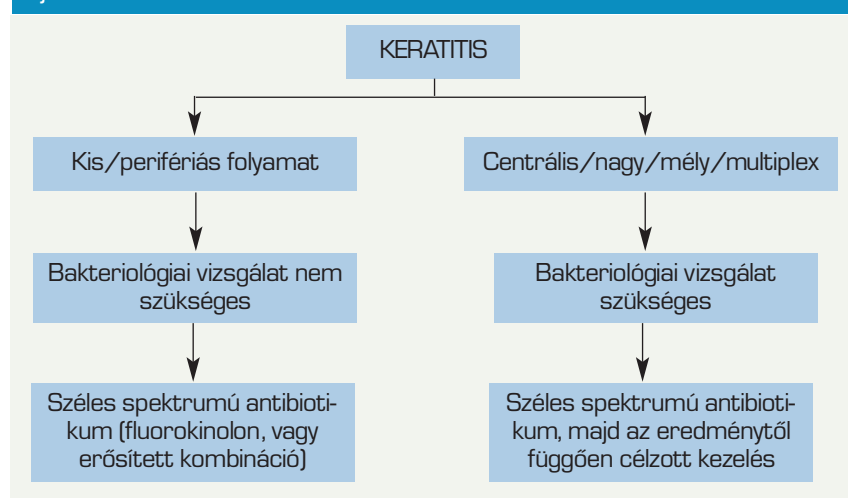 KERATITIS
Kis/perifériás folyamat
Centrális/nagy/mély/multiplex
Bakteriológiai vizsgálat nem
szükséges
Bakteriológiai vizsgálat
szükséges
Széles spektrumú antibioti-
kum (fluorokinolon, vagy
erősített kombináció)
Széles spektrumú antibioti-
kum, majd az eredménytől
függően célzott kezelés